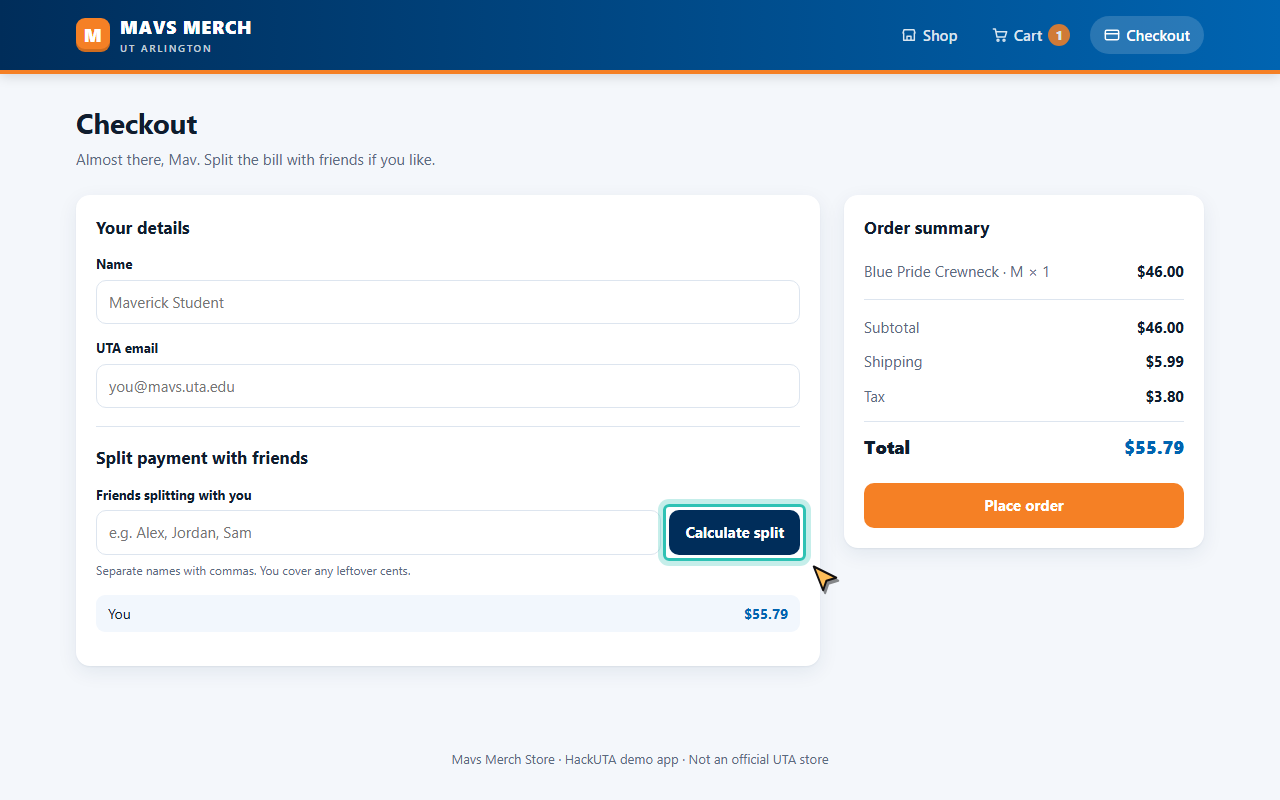 M
MAVS MERCH
UT ARLINGTON
Shop
Cart 1
Checkout
Checkout
Almost there, Mav. Split the bill with friends if you like.
Your details
Name
Maverick Student
UTA email
you@mavs.uta.edu
Split payment with friends
Friends splitting with you
e.g. Alex, Jordan, Sam
Calculate split
Separate names with commas. You cover any leftover cents.
You $55.79
Order summary
Blue Pride Crewneck · M × 1 $46.00
Subtotal $46.00
Shipping $5.99
Tax $3.80
Total $55.79
Place order
Mavs Merch Store · HackUTA demo app · Not an official UTA store